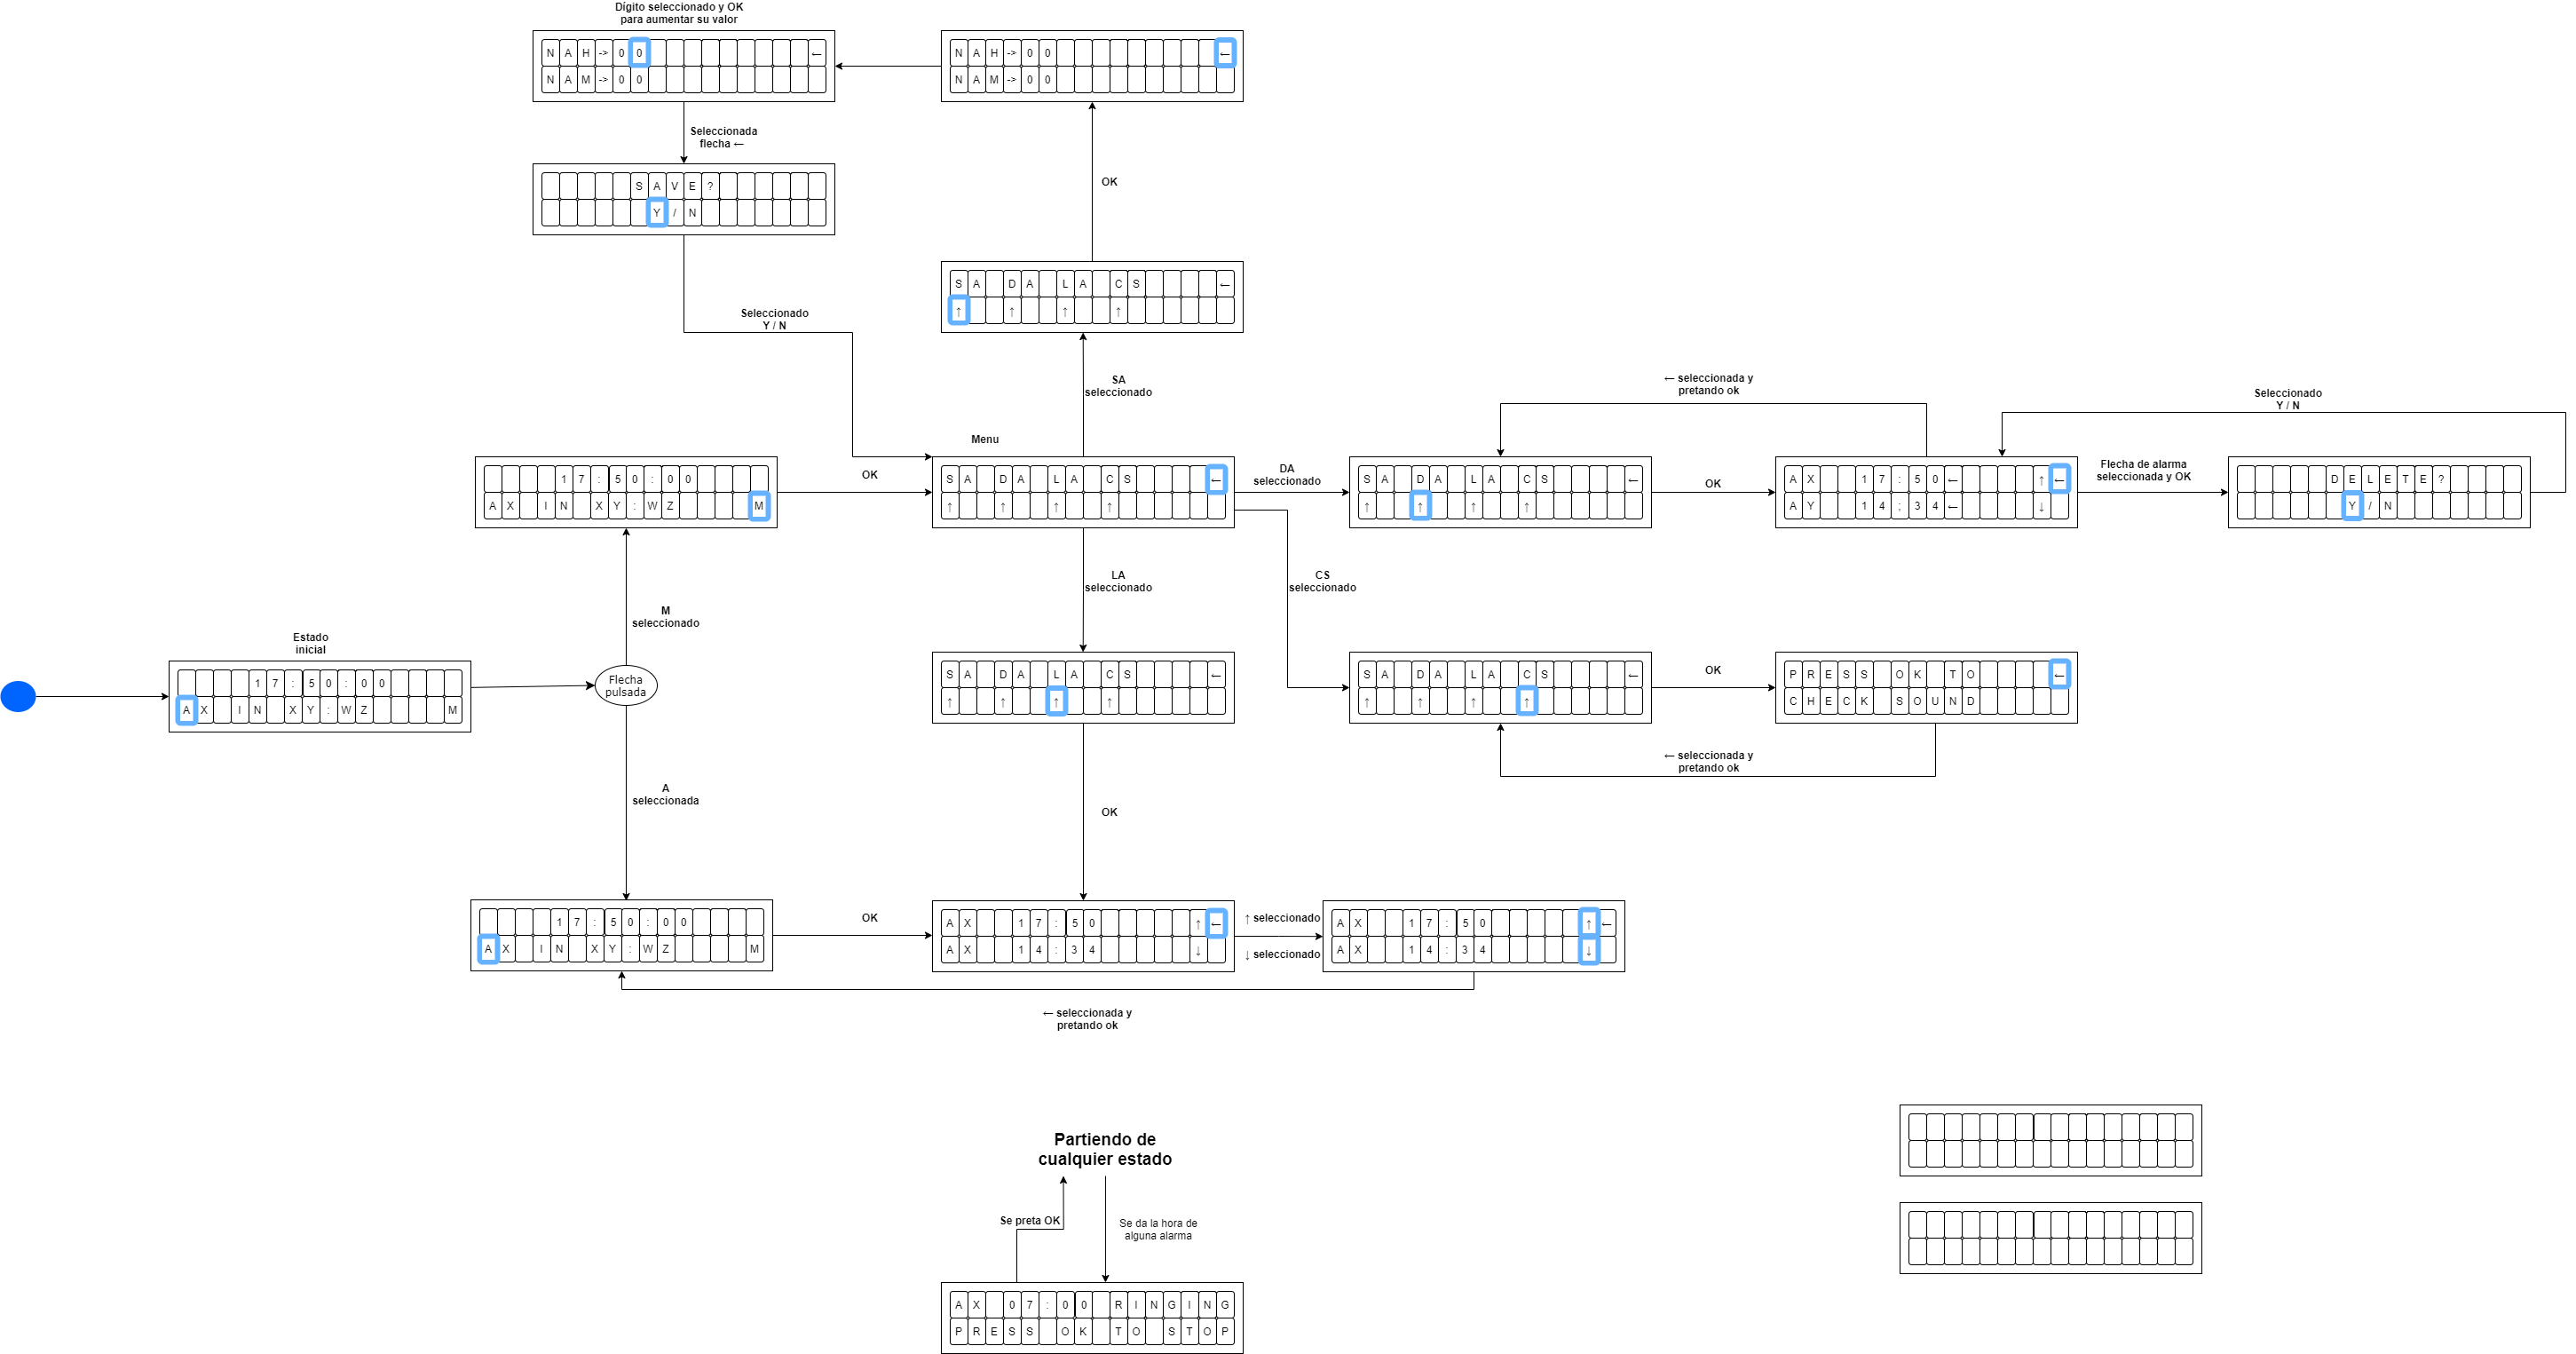 Dígito seleccionado y OK
para aumentar su valor
N A H -> 0 0 ←
N A M -> 0 0
N A H -> 0 0 ←
N A M -> 0 0
Seleccionada
flecha ←
S A V E ?
Y / N
OK
S A D A L A C S ←
↑ ↑ ↑ ↑
Seleccionado
Y / N
SA
seleccionado
← seleccionada y
pretando ok
Seleccionado
Y / N
Menu
1 7 : 5 0 : 0 0
A X I N X Y : W Z M
OK
S A D A L A C S ←
↑ ↑ ↑ ↑
DA
seleccionado
S A D A L A C S ←
↑ ↑ ↑ ↑
OK
A X 1 7 : 5 0 ← ↑ ←
A Y 1 4 : 3 4 ← ↓
Flecha de alarma
seleccionada y OK
D E L E T E ?
Y / N
LA
seleccionado
CS
seleccionado
M
seleccionado
Estado
inicial
1 7 : 5 0 : 0 0
A X I N X Y : W Z M
Flecha
pulsada
S A D A L A C S ←
↑ ↑ ↑ ↑
S A D A L A C S ←
↑ ↑ ↑ ↑
OK
P R E S S O K T O ←
C H E C K S O U N D
← seleccionada y
pretando ok
A
seleccionada
OK
1 7 : 5 0 : 0 0
A X I N X Y : W Z M
OK
A X 1 7 : 5 0 ↑ ←
A X 1 4 : 3 4 ↓
↑ seleccionado
↓ seleccionado
A X 1 7 : 5 0 ↑ ←
A X 1 4 : 3 4 ↓
← seleccionada y
pretando ok
Partiendo de
cualquier estado
Se preta OK
Se da la hora de
alguna alarma
A X 0 7 : 0 0 R I N G I N G
P R E S S O K T O S T O P